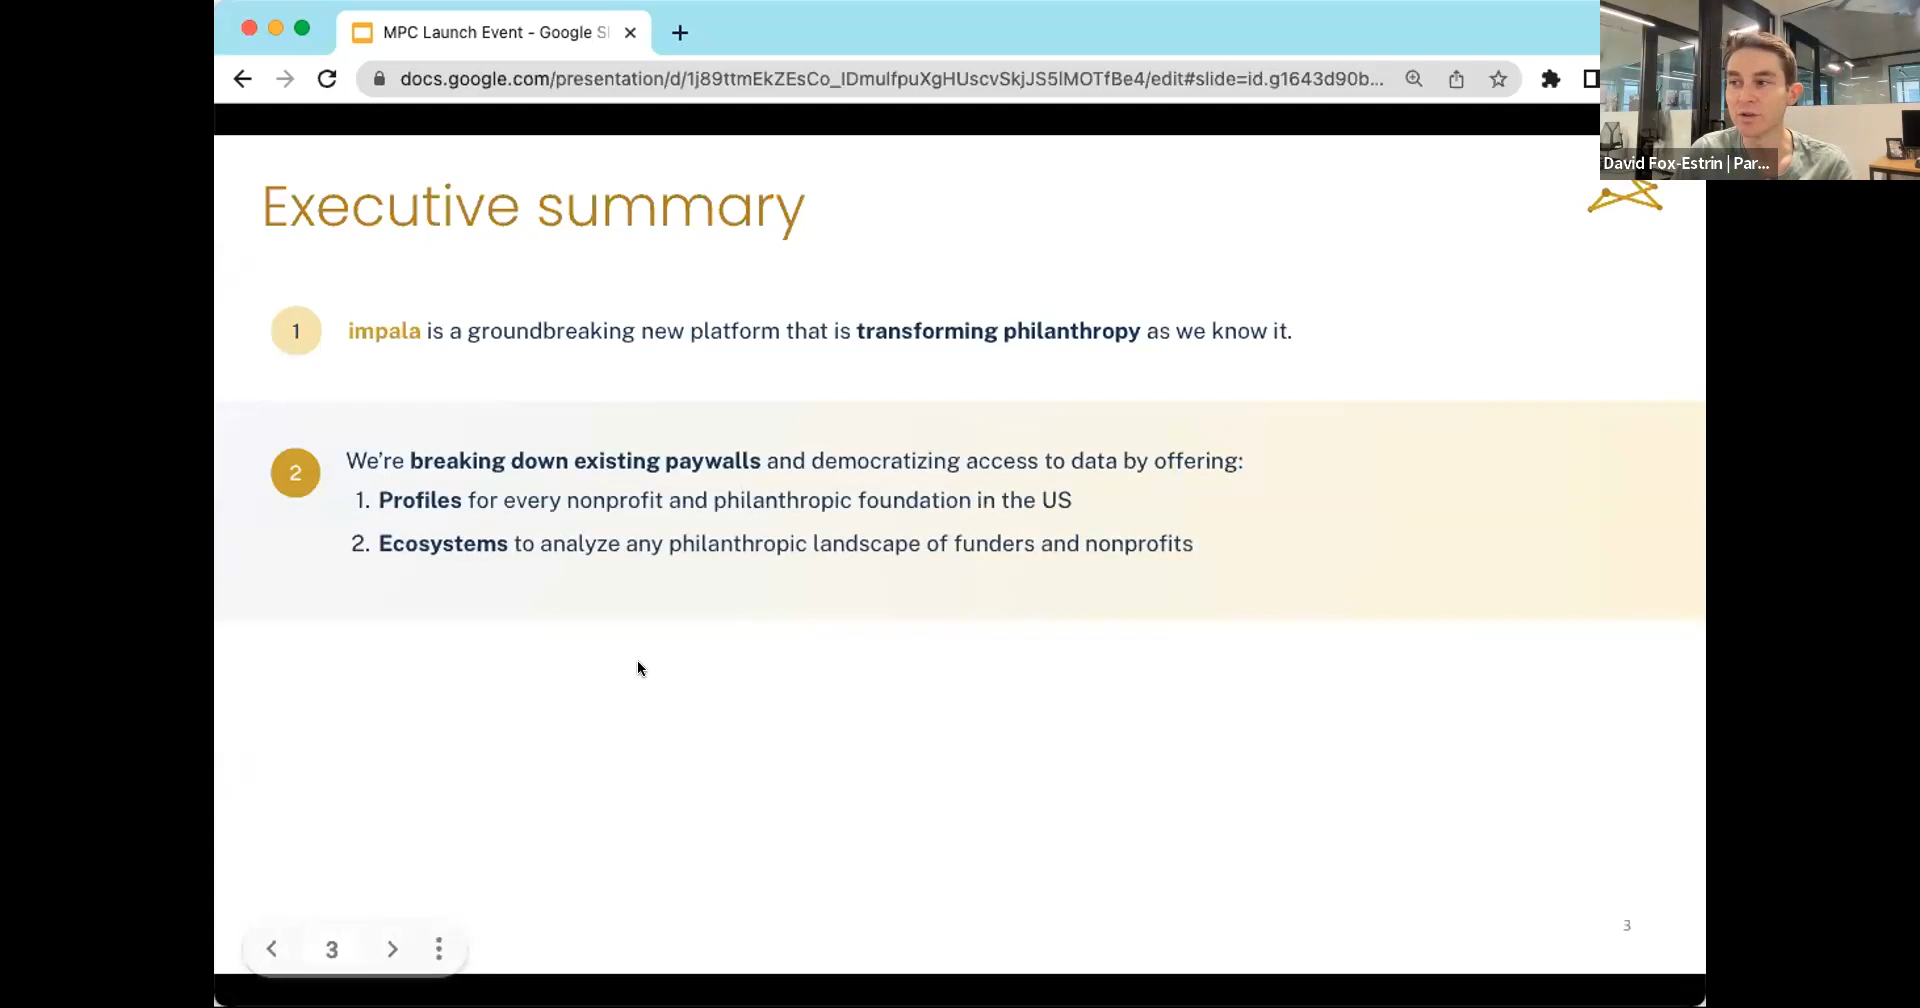 MPC Launch Event - Google Sl
docs.google.com/presentation/d/1j89ttmEkZEsCo_IDmuIfpuXgHUscvSkjJS5lMOTfBe4/edit#slide=id.g1643d90b...
David Fox-Estrin | Par...
Executive summary
1
impala is a groundbreaking new platform that is transforming philanthropy as we know it.
2
We’re breaking down existing paywalls and democratizing access to data by offering:
1. Profiles for every nonprofit and philanthropic foundation in the US
2. Ecosystems to analyze any philanthropic landscape of funders and nonprofits
3
3